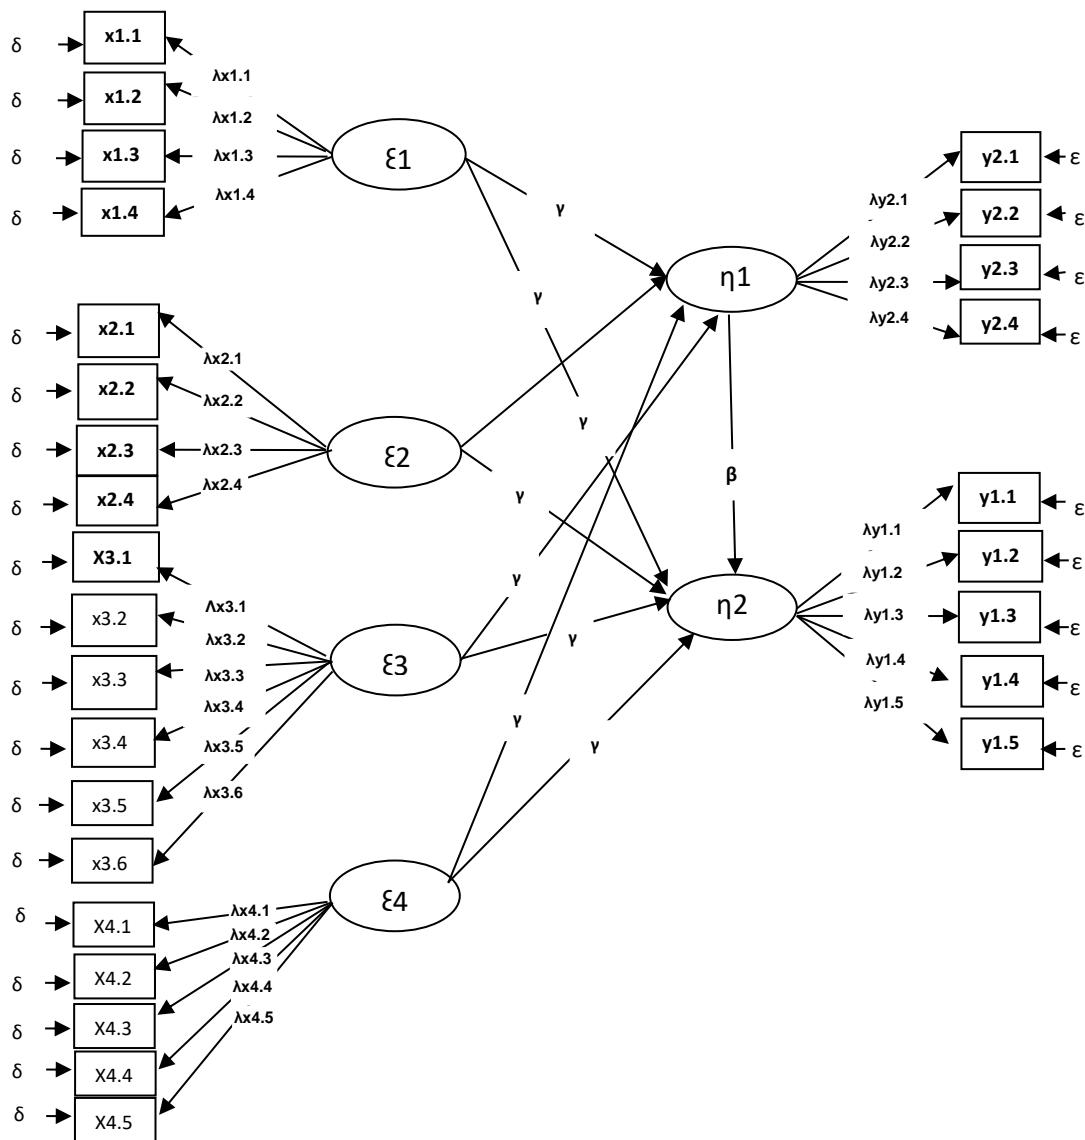 δ x1.1
λx1.1
δ x1.2
λx1.2
δ x1.3 λx1.3
δ x1.4 λx1.4
ξ1
γ
γ
γ
η1
λy2.1 y2.1 ε
λy2.2 y2.2 ε
λy2.3 y2.3 ε
λy2.4 y2.4 ε
δ x2.1
λx2.1
δ x2.2
λx2.2
δ x2.3 λx2.3
δ x2.4 λx2.4
ξ2
γ
β
δ X3.1
Λx3.1
δ x3.2
λx3.2
δ x3.3 λx3.3
λx3.4
δ x3.4
λx3.5
δ x3.5
λx3.6
δ x3.6
ξ3
γ
γ
γ
γ
η2
λy1.1 y1.1 ε
λy1.2 y1.2 ε
λy1.3 y1.3 ε
λy1.4 y1.4 ε
λy1.5 y1.5 ε
δ X4.1 λx4.1
λx4.2
δ X4.2
λx4.3
λx4.4
δ X4.3
λx4.5
δ X4.4
δ X4.5
ξ4